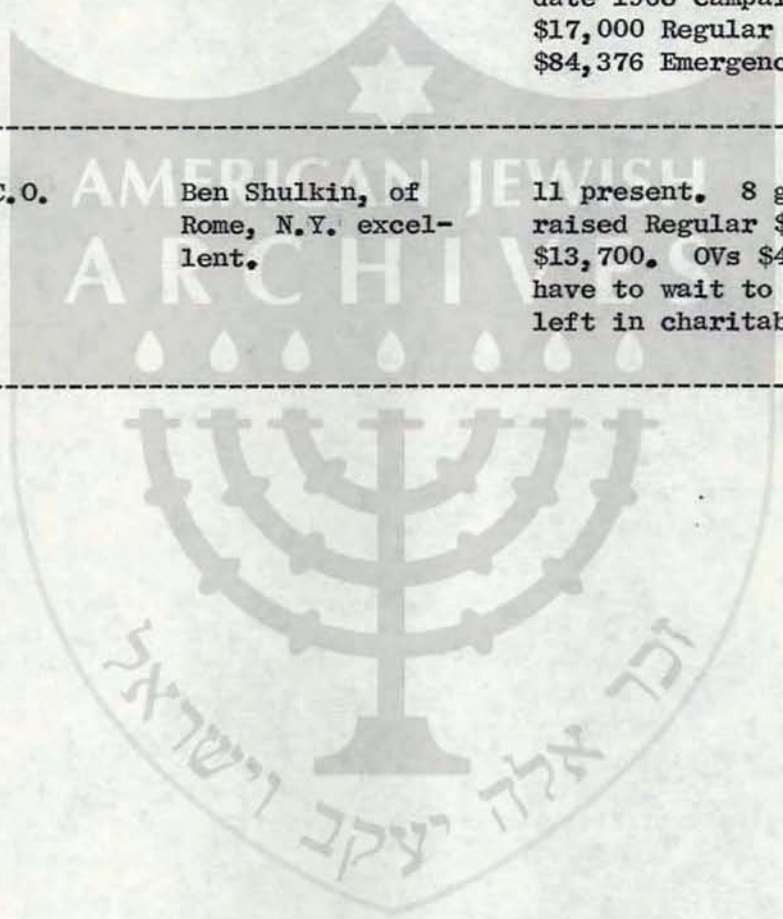 date 1968 Campai
$17,000 Regular
$84,376 Emergenc
C.O. Ben Shulkin, of 11 present. 8 g
Rome, N.Y. excel- raised Regular $
lent. $13,700. OVs $4
have to wait to
left in charitab
AMERICAN JEWISH
ARCHIVES
זכר אלה יעקב וישראל